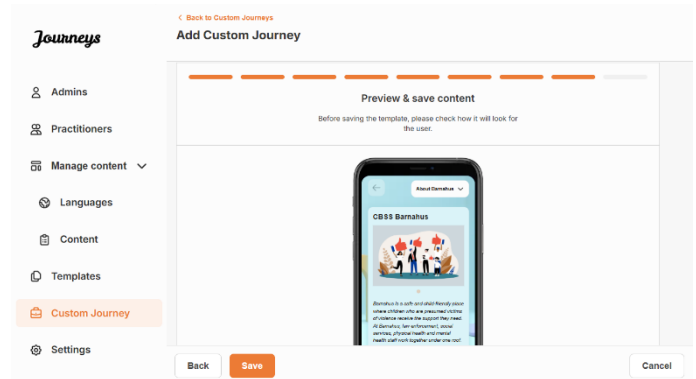 Journeys
Admins
Practitioners
Manage content
Languages
Content
Templates
Custom Journey
Settings
Back to Custom Journeys
Add Custom Journey
Preview & save content
Before saving the template, please check how it will look for
the user.
About Barnahus
CBSS Barnahus
Barnahus is a safe and child-friendly place
where children who are presumed victims
of violence receive the support they need.
At Barnahus, law enforcement, social
services, physical health and mental
health staff work together under one roof.
Back
Save
Cancel